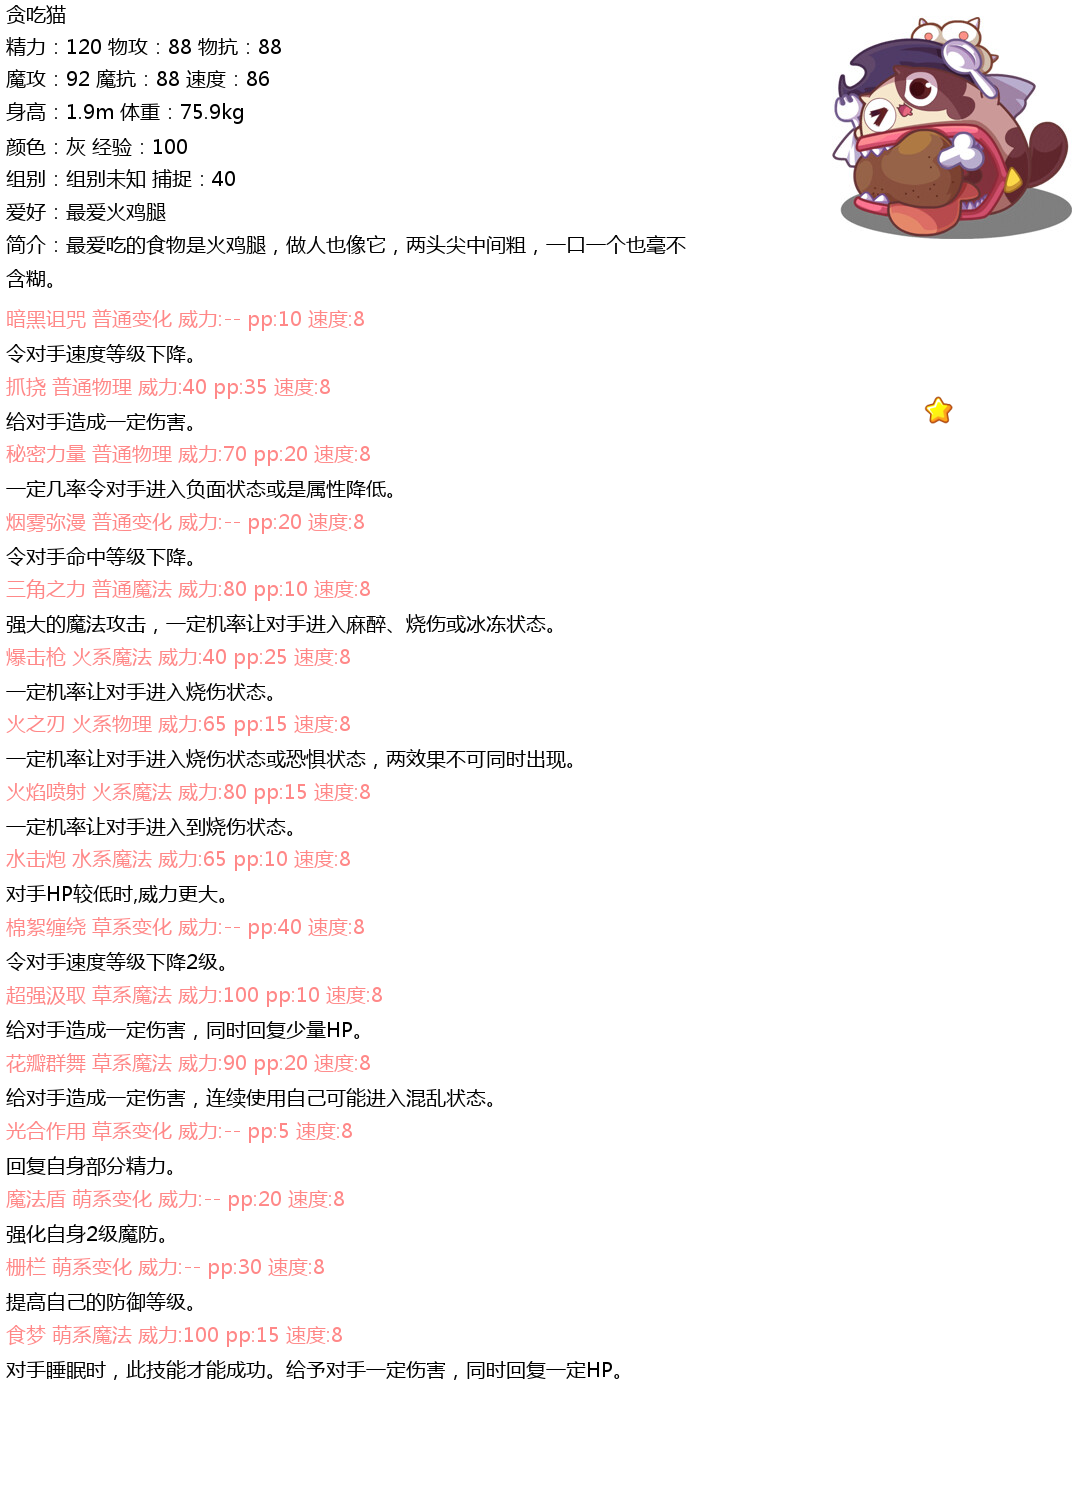 贪吃猫
精力：120 物攻：88 物抗：88
魔攻：92 魔抗：88 速度：86
身高：1.9m 体重：75.9kg
颜色：灰 经验：100
组别：组别未知 捕捉：40
爱好：最爱火鸡腿
简介：最爱吃的食物是火鸡腿，做人也像它，两头尖中间粗，一口一个也毫不
含糊。
暗黑诅咒 普通变化 威力:-- pp:10 速度:8
令对手速度等级下降。
抓挠 普通物理 威力:40 pp:35 速度:8
给对手造成一定伤害。
秘密力量 普通物理 威力:70 pp:20 速度:8
一定几率令对手进入负面状态或是属性降低。
烟雾弥漫 普通变化 威力:-- pp:20 速度:8
令对手命中等级下降。
三角之力 普通魔法 威力:80 pp:10 速度:8
强大的魔法攻击，一定机率让对手进入麻醉、烧伤或冰冻状态。
爆击枪 火系魔法 威力:40 pp:25 速度:8
一定机率让对手进入烧伤状态。
火之刃 火系物理 威力:65 pp:15 速度:8
一定机率让对手进入烧伤状态或恐惧状态，两效果不可同时出现。
火焰喷射 火系魔法 威力:80 pp:15 速度:8
一定机率让对手进入到烧伤状态。
水击炮 水系魔法 威力:65 pp:10 速度:8
对手HP较低时,威力更大。
棉絮缠绕 草系变化 威力:-- pp:40 速度:8
令对手速度等级下降2级。
超强汲取 草系魔法 威力:100 pp:10 速度:8
给对手造成一定伤害，同时回复少量HP。
花瓣群舞 草系魔法 威力:90 pp:20 速度:8
给对手造成一定伤害，连续使用自己可能进入混乱状态。
光合作用 草系变化 威力:-- pp:5 速度:8
回复自身部分精力。
魔法盾 萌系变化 威力:-- pp:20 速度:8
强化自身2级魔防。
栅栏 萌系变化 威力:-- pp:30 速度:8
提高自己的防御等级。
食梦 萌系魔法 威力:100 pp:15 速度:8
对手睡眠时，此技能才能成功。给予对手一定伤害，同时回复一定HP。